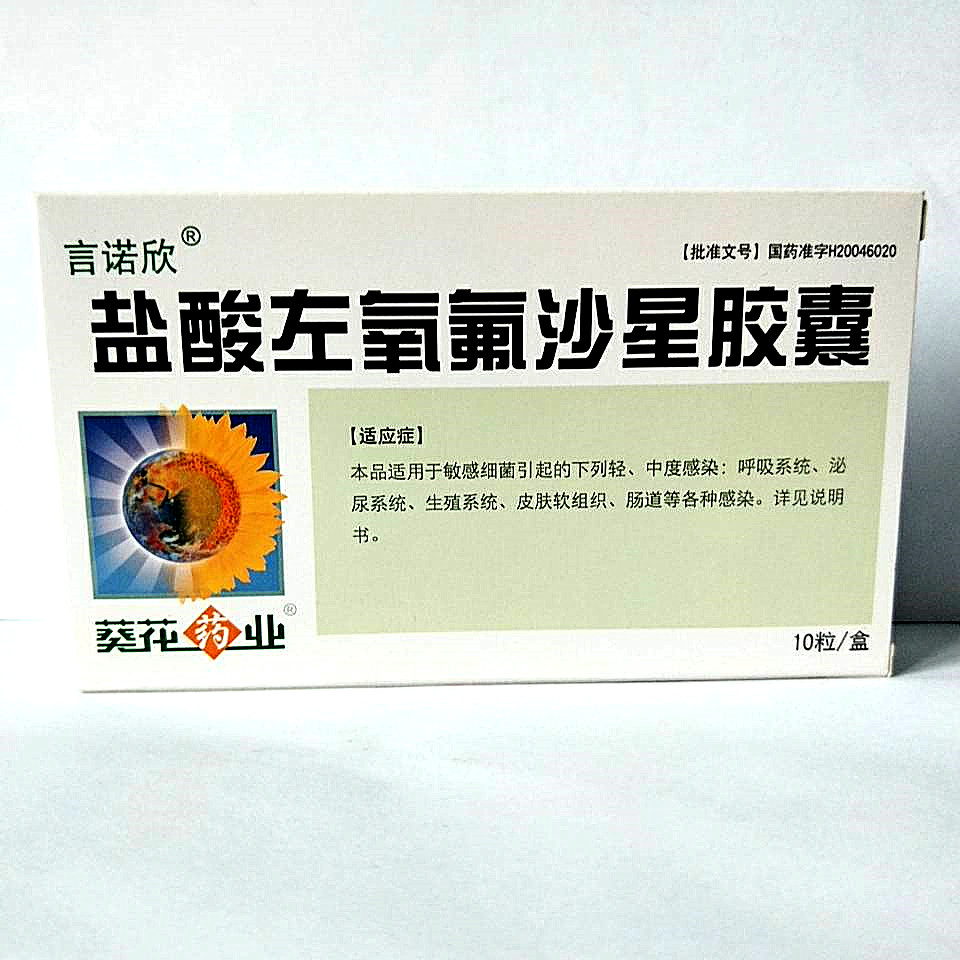 言诺欣®
【批准文号】国药准字H20046020
盐酸左氧氟沙星胶囊
【适应症】
本品适用于敏感细菌引起的下列轻、中度感染：呼吸系统、泌
尿系统、生殖系统、皮肤软组织、肠道等各种感染。详见说明
书。
葵花药业®
10粒/盒